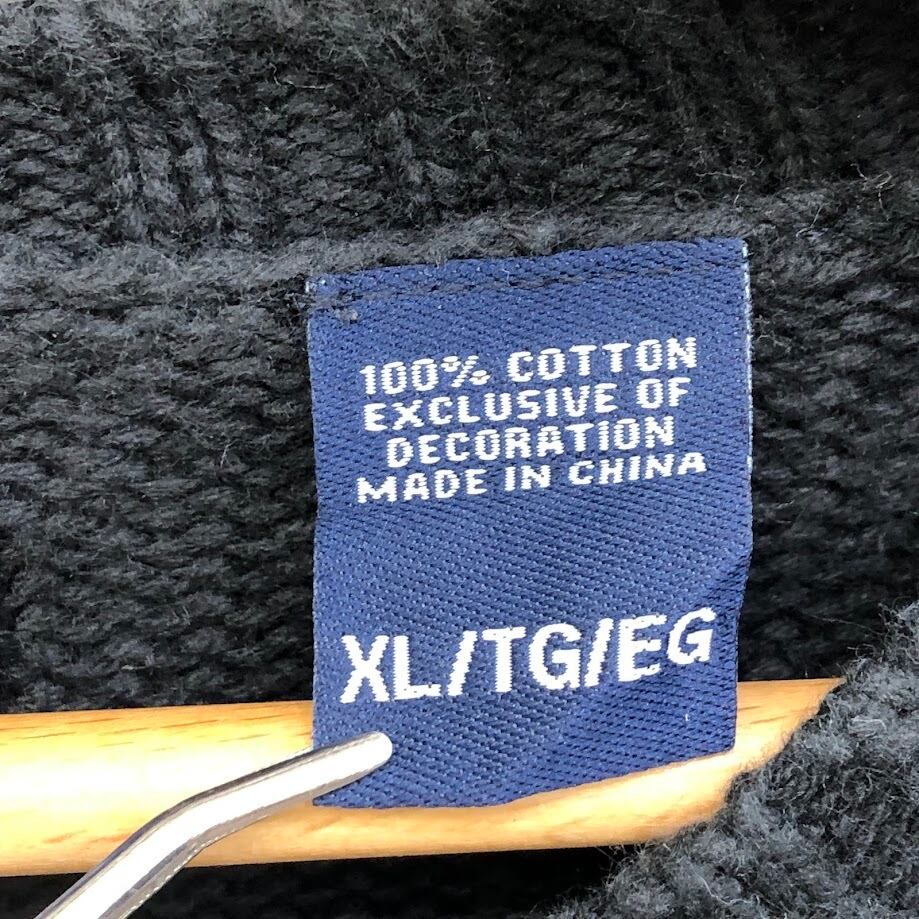 100% COTTON
EXCLUSIVE OF
DECORATION
MADE IN CHINA
XL/TG/EG